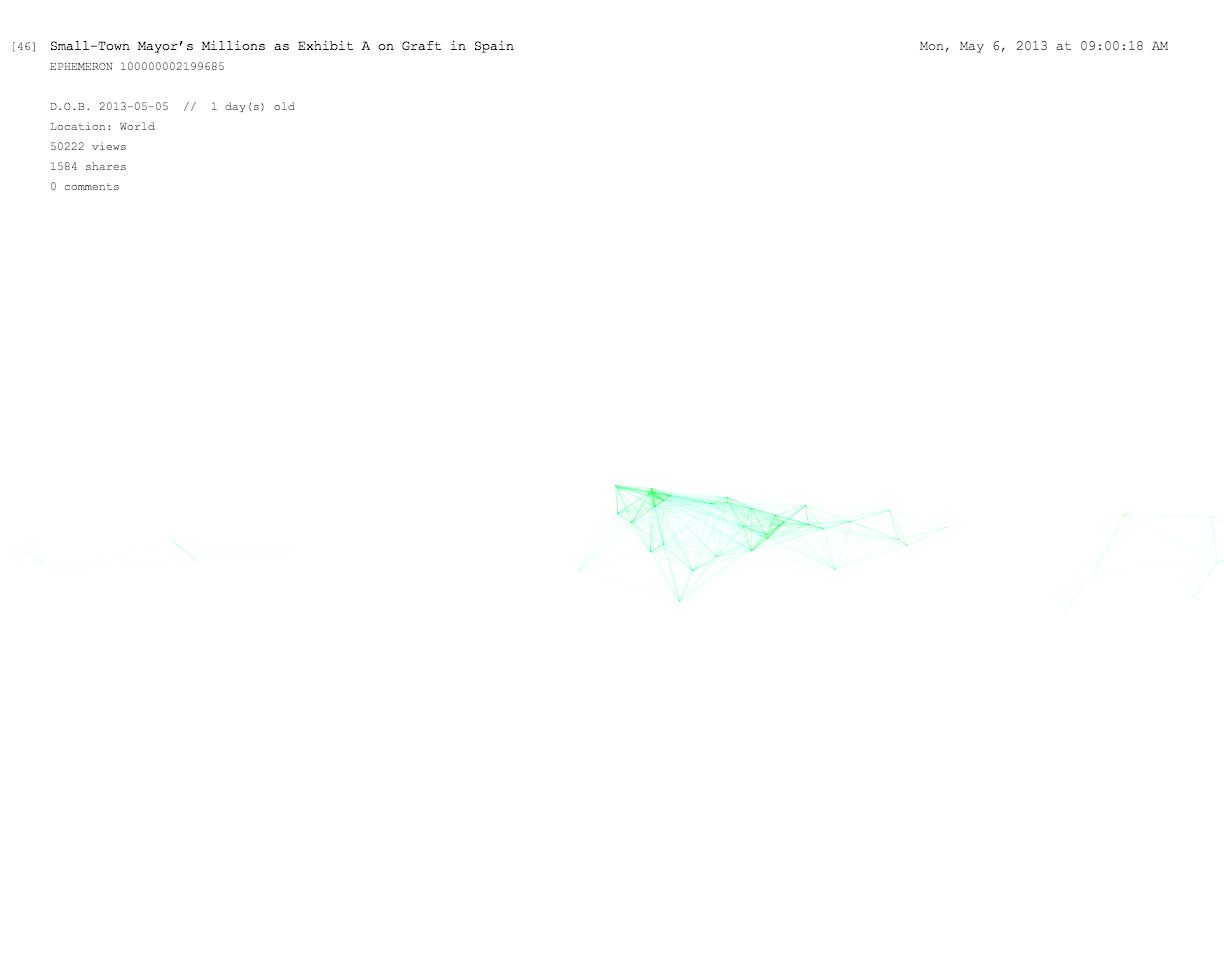 [46] Small-Town Mayor's Millions as Exhibit A on Graft in Spain Mon, May 6, 2013 at 09:00:18 AM
EPHEMERON 100000002199685
D.O.B. 2013-05-05 // 1 day(s) old
Location: World
50222 views
1584 shares
0 comments